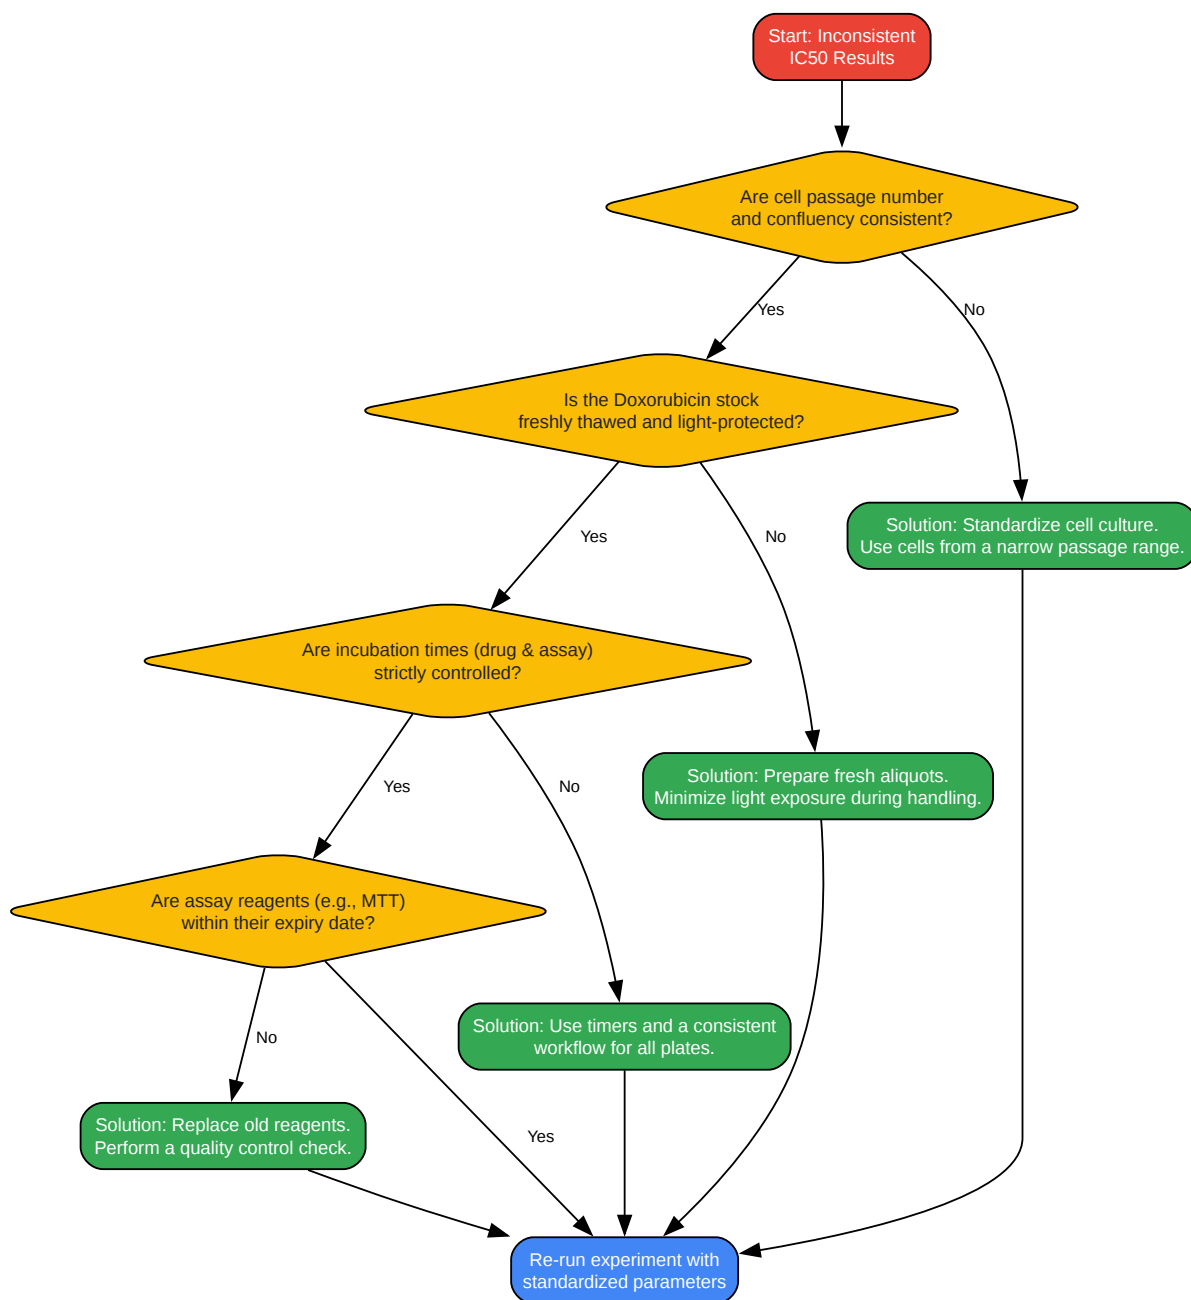 Start: Inconsistent
IC50 Results
Are cell passage number
and confluency consistent?
Yes
No
Is the Doxorubicin stock
freshly thawed and light-protected?
Yes
No
Solution: Standardize cell culture.
Use cells from a narrow passage range.
Are incubation times (drug & assay)
strictly controlled?
Yes
No
Solution: Prepare fresh aliquots.
Minimize light exposure during handling.
Are assay reagents (e.g., MTT)
within their expiry date?
No
Yes
Solution: Use timers and a consistent
workflow for all plates.
Solution: Replace old reagents.
Perform a quality control check.
Re-run experiment with
standardized parameters